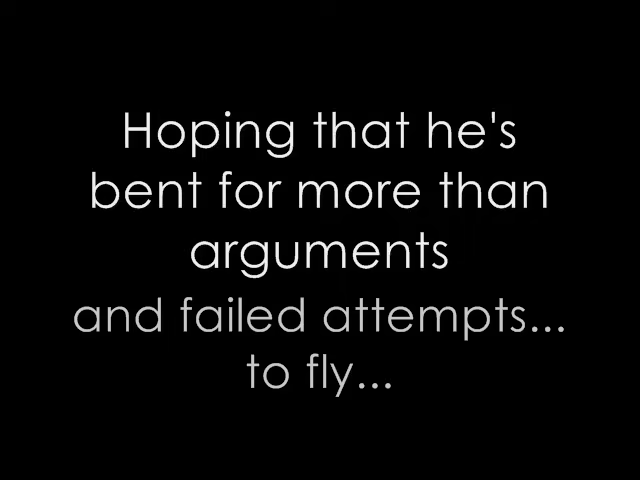 Hoping that he's
bent for more than
arguments
and failed attempts...
to fly...